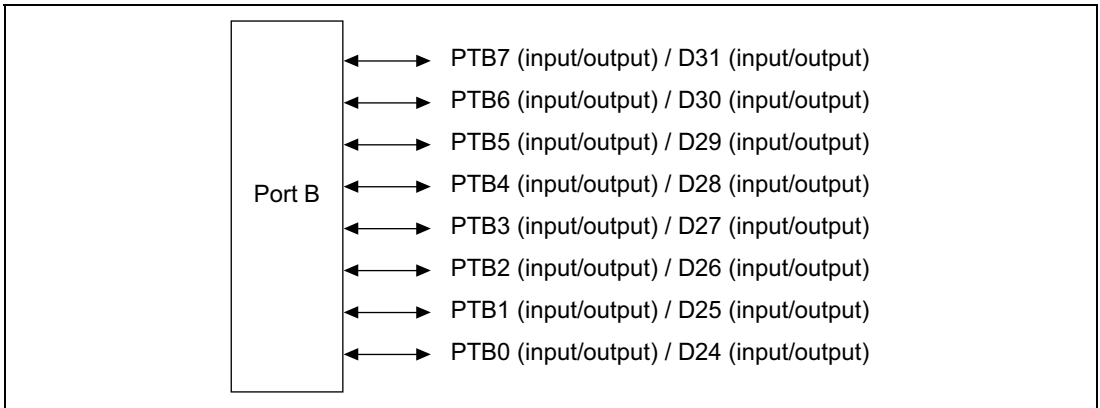 PTB7 (input/output) / D31 (input/output)
PTB6 (input/output) / D30 (input/output)
PTB5 (input/output) / D29 (input/output)
PTB4 (input/output) / D28 (input/output)
Port B
PTB3 (input/output) / D27 (input/output)
PTB2 (input/output) / D26 (input/output)
PTB1 (input/output) / D25 (input/output)
PTB0 (input/output) / D24 (input/output)